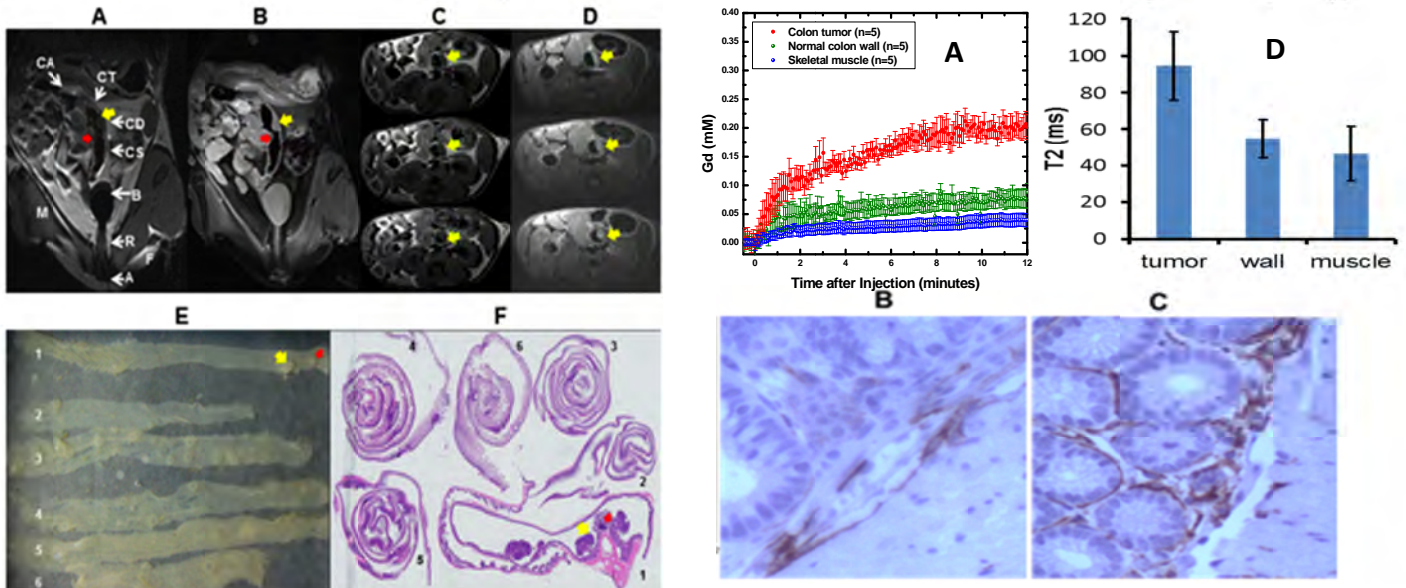 A
B
C
D
CA
CT
CD
CS
B
M
R
F
A
E
F
1
2
3
4
5
6
4
6
3
2
5
1
0.40
0.35
0.30
0.25
0.20
0.15
0.10
0.05
0.00
Gd (mM)
Colon tumor (n=5)
Normal colon wall (n=5)
Skeletal muscle (n=5)
A
0 2 4 6 8 10 12
Time after Injection (minutes)
120
100
80
60
40
20
0
T2 (ms)
D
tumor wall muscle
B
C